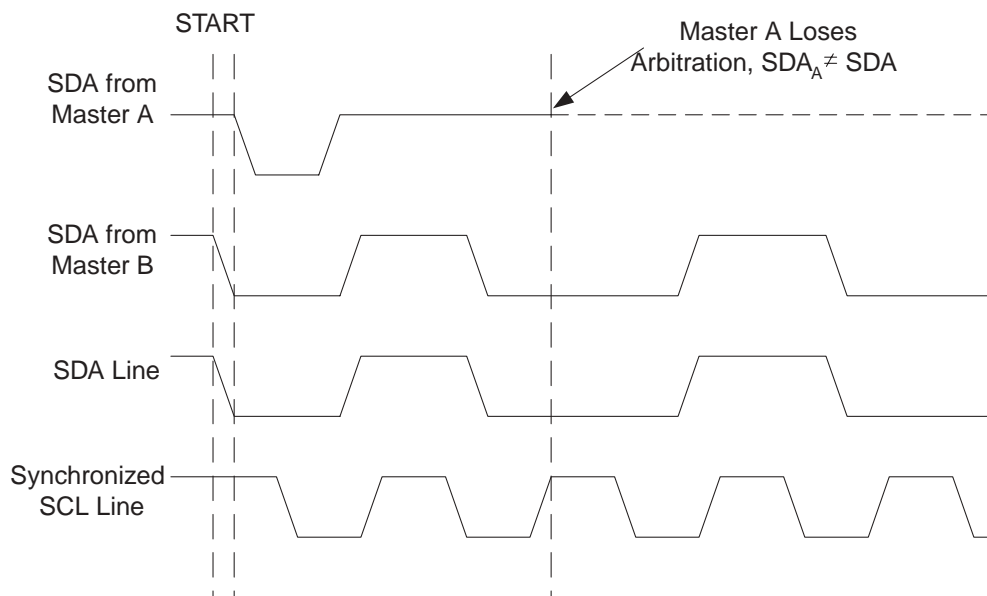 START
Master A Loses
Arbitration, SDA_A ≠ SDA
SDA from
Master A
SDA from
Master B
SDA Line
Synchronized
SCL Line